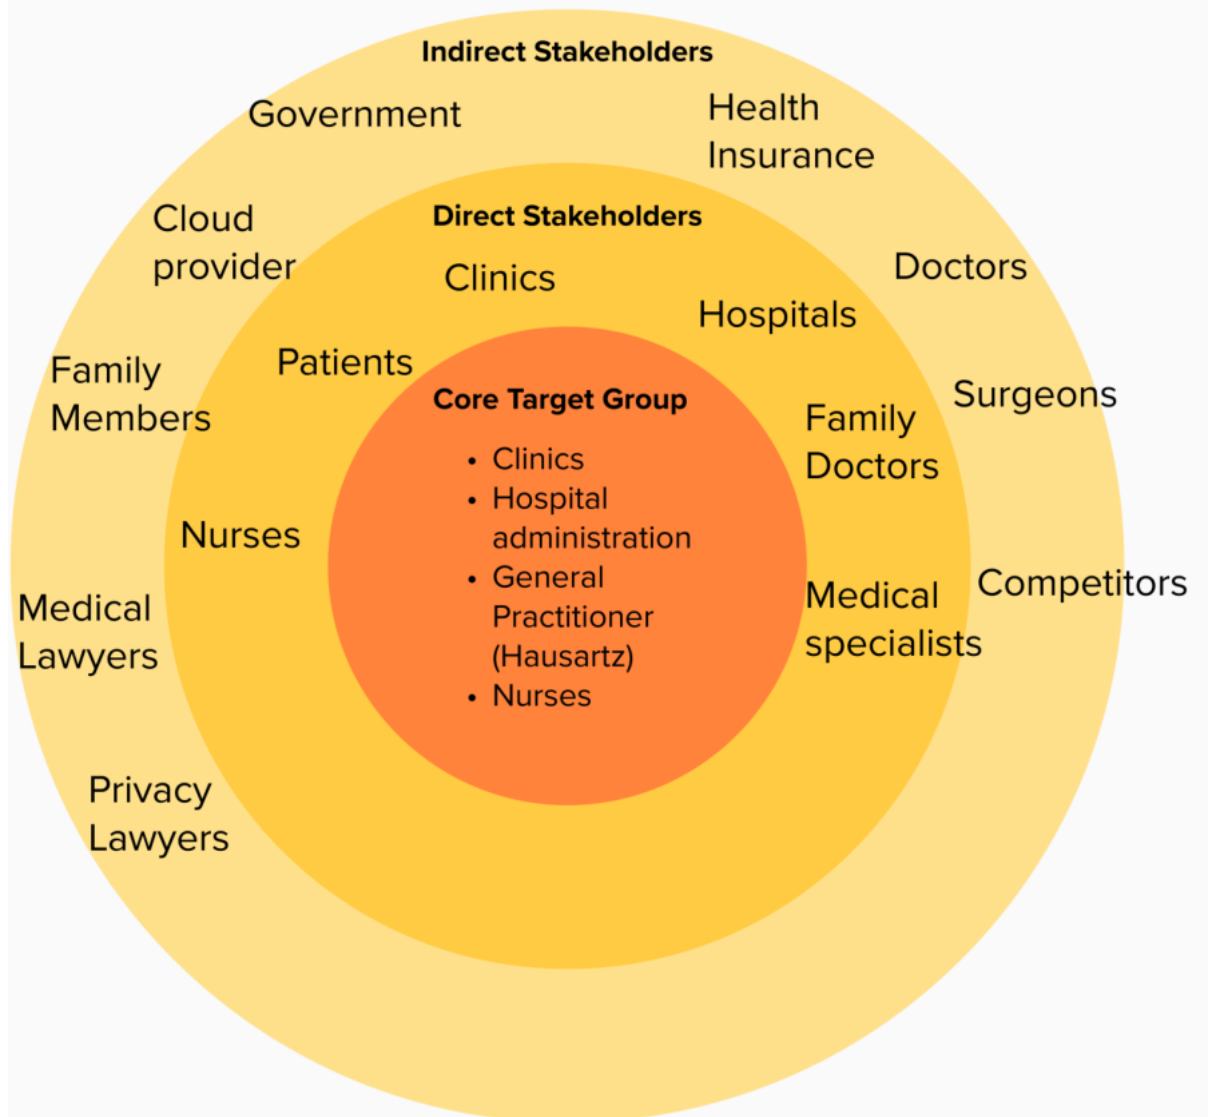 Indirect Stakeholders
Government
Health
Insurance
Cloud
provider
Doctors
Family
Members
Surgeons
Medical
Lawyers
Competitors
Privacy
Lawyers
Direct Stakeholders
Clinics
Hospitals
Patients
Family
Doctors
Nurses
Medical
specialists
Core Target Group
• Clinics
• Hospital
administration
• General
Practitioner
(Hausartz)
• Nurses